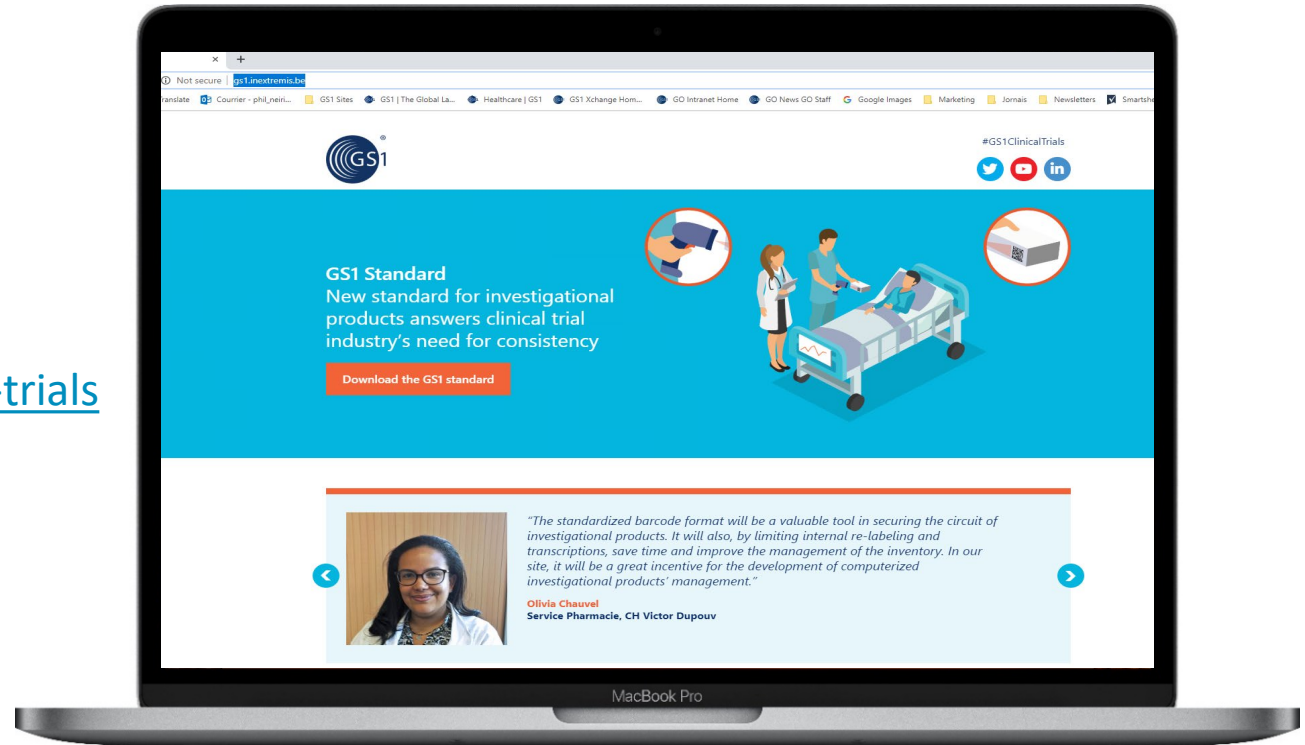 × +
Not secure | gs1.inextremis.be
Translate Courrier - phil_neiri... GS1 Sites GS1 | The Global La... Healthcare | GS1 GS1 Xchange Hom... GO Intranet Home GO News GO Staff Google Images Marketing Jornais Newsletters Smartshe
GS1 ®
#GS1ClinicalTrials
GS1 Standard
New standard for investigational
products answers clinical trial
industry's need for consistency
Download the GS1 standard
-trials
"The standardized barcode format will be a valuable tool in securing the circuit of
investigational products. It will also, by limiting internal re-labeling and
transcriptions, save time and improve the management of the inventory. In our
site, it will be a great incentive for the development of computerized
investigational products' management."
Olivia Chauvel
Service Pharmacie, CH Victor Dupouv
MacBook Pro